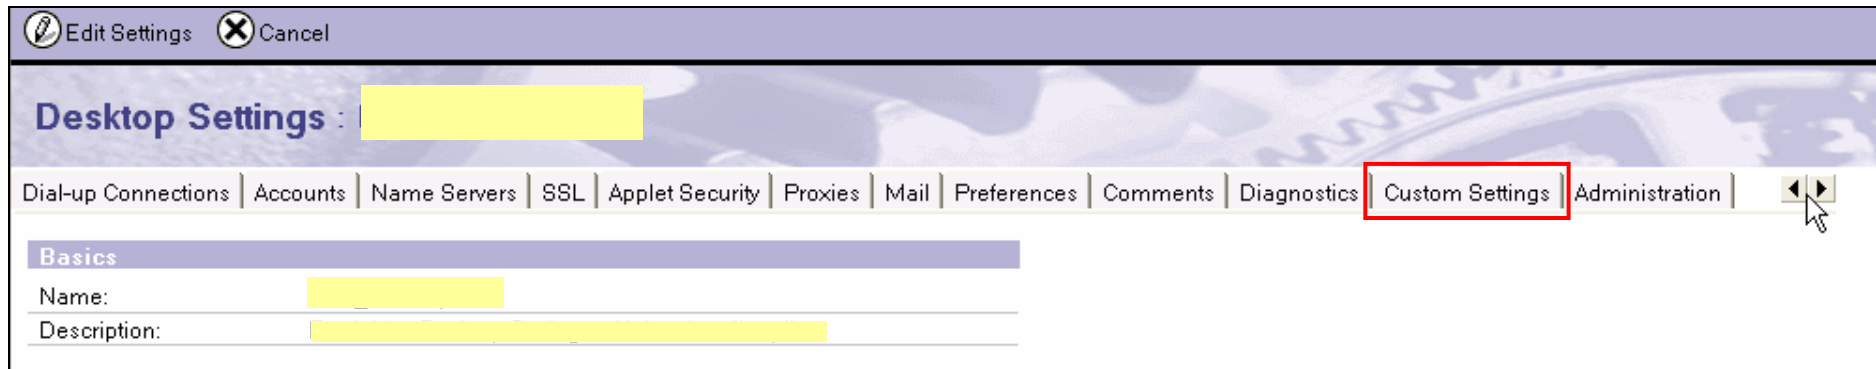 Edit Settings Cancel
Desktop Settings :
Dial-up Connections Accounts Name Servers SSL Applet Security Proxies Mail Preferences Comments Diagnostics Custom Settings Administration
Basics
Name:
Description: